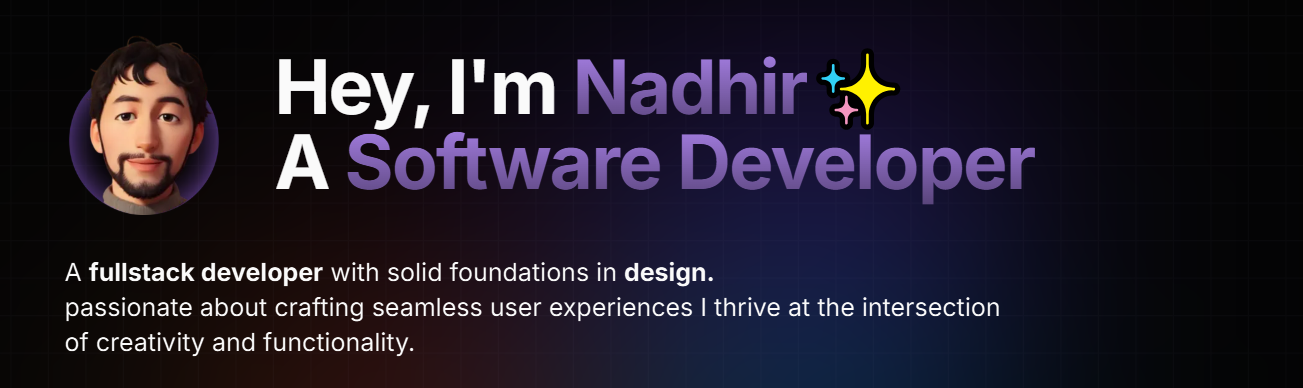 Hey, I'm Nadhir
A Software Developer
A fullstack developer with solid foundations in design.
passionate about crafting seamless user experiences I thrive at the intersection
of creativity and functionality.